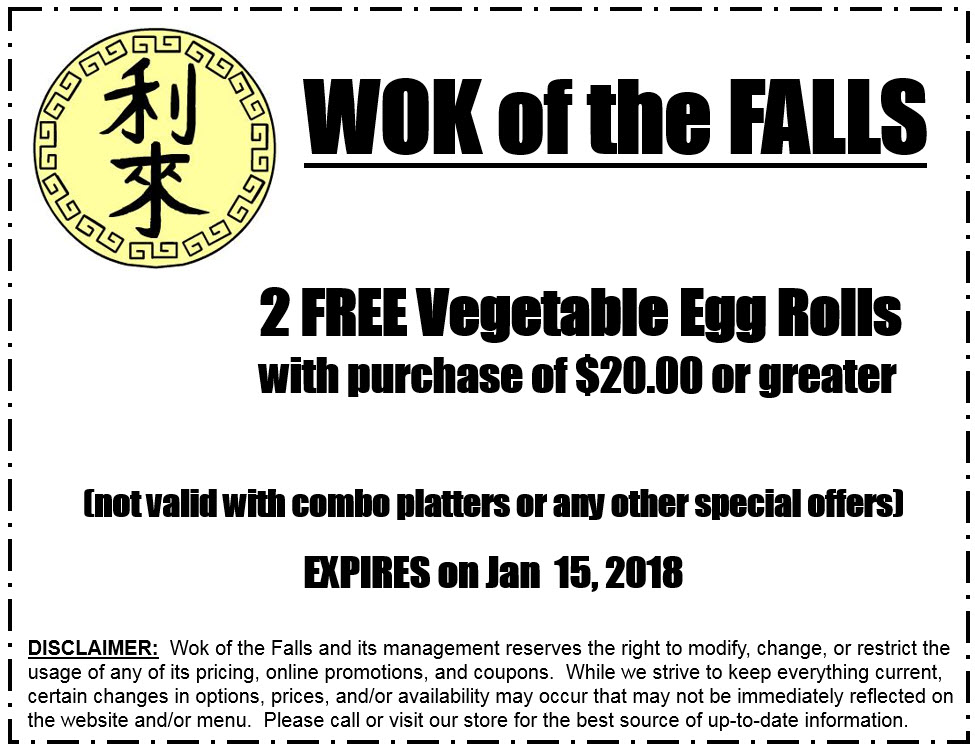 利
來
WOK of the FALLS
2 FREE Vegetable Egg Rolls
with purchase of $20.00 or greater
(not valid with combo platters or any other special offers)
EXPIRES on Jan  15, 2018
DISCLAIMER:  Wok of the Falls and its management reserves the right to modify, change, or restrict the
usage of any of its pricing, online promotions, and coupons.  While we strive to keep everything current,
certain changes in options, prices, and/or availability may occur that may not be immediately reflected on
the website and/or menu.  Please call or visit our store for the best source of up-to-date information.